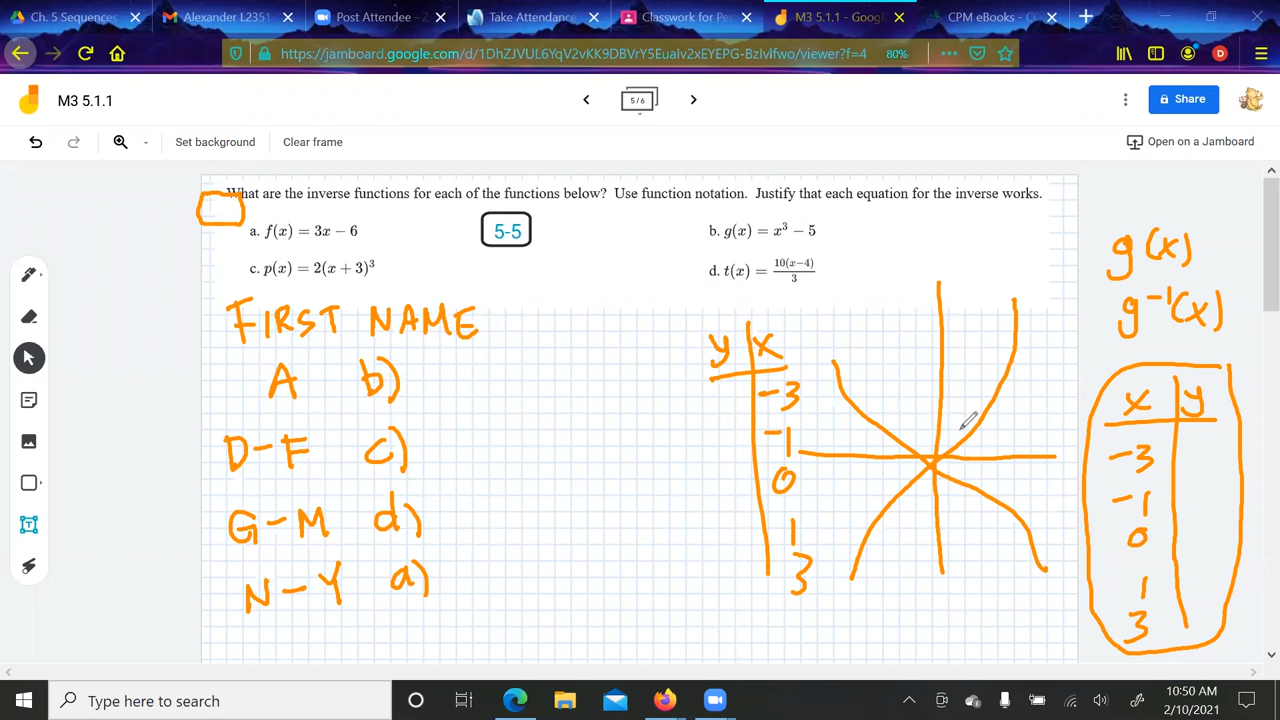 Ch. 5 Sequences
Alexander L2351
Post Attendee - Z
Take Attendanc
Classwork for Pe
M3 5.1.1 - Goog
CPM eBooks - C
https://jamboard.google.com/d/1DhZJVUL6YqV2vKK9DBVrY5EuaIv2xEYEPG-BzIvIfwo/viewer?f=4
80%
D
M3 5.1.1
5/6
Share
Set background
Clear frame
Open on a Jamboard
What are the inverse functions for each of the functions below? Use function notation. Justify that each equation for the inverse works.
a. f(x) = 3x − 6
5-5
b. g(x) = x³ − 5
c. p(x) = 2(x + 3)³
d. t(x) = 10(x−4)/3
g(x)
g⁻¹(x)
FIRST NAME
A b)
D-F c)
G-M d)
N-Y a)
y x
-3
-1
0
1
3
x y
-3
-1
0
1
3
Type here to search
10:50 AM
2/10/2021